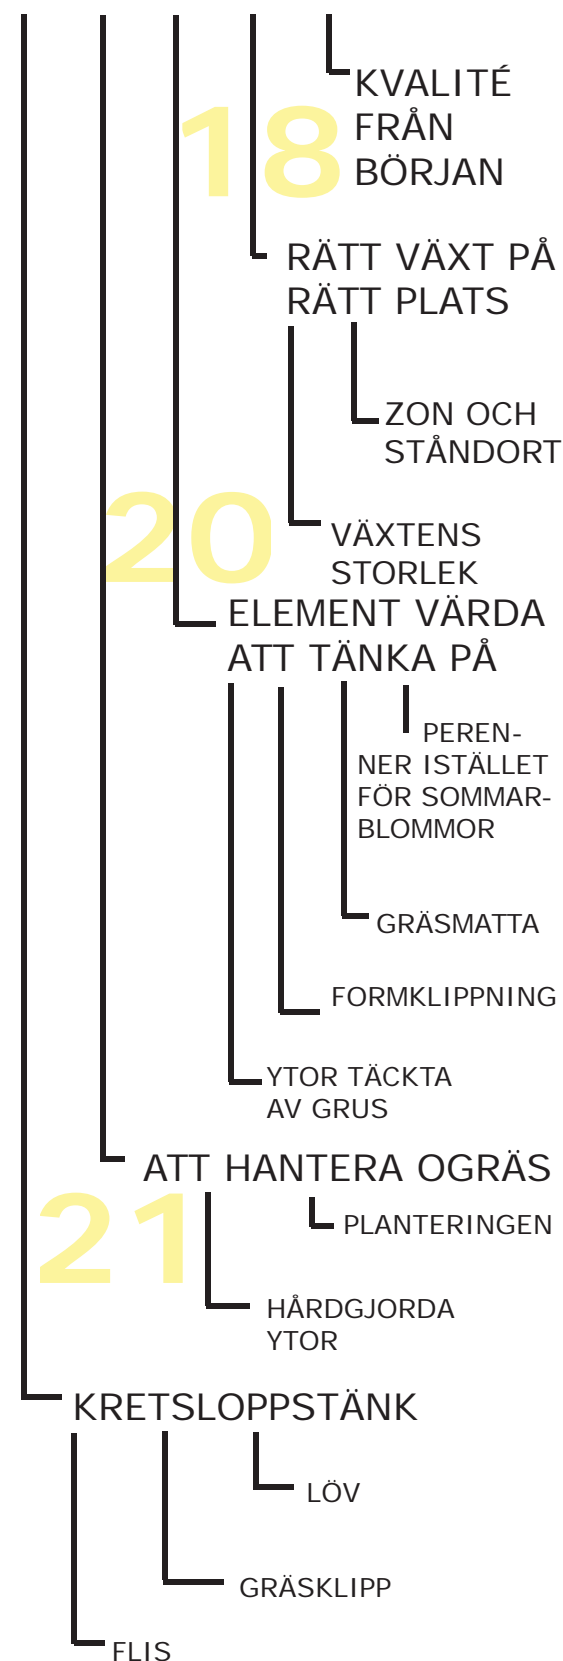 KVALITÉ
FRÅN
BÖRJAN
18
RÄTT VÄXT PÅ
RÄTT PLATS
ZON OCH
STÅNDORT
20
VÄXTENS
STORLEK
ELEMENT VÄRDA
ATT TÄNKA PÅ
PEREN-
NER ISTÄLLET
FÖR SOMMAR-
BLOMMOR
GRÄSMATTA
FORMKLIPPNING
YTOR TÄCKTA
AV GRUS
ATT HANTERA OGRÄS
21
PLANTERINGEN
HÅRDGJORDA
YTOR
KRETSLOPPSTÄNK
LÖV
GRÄSKLIPP
FLIS